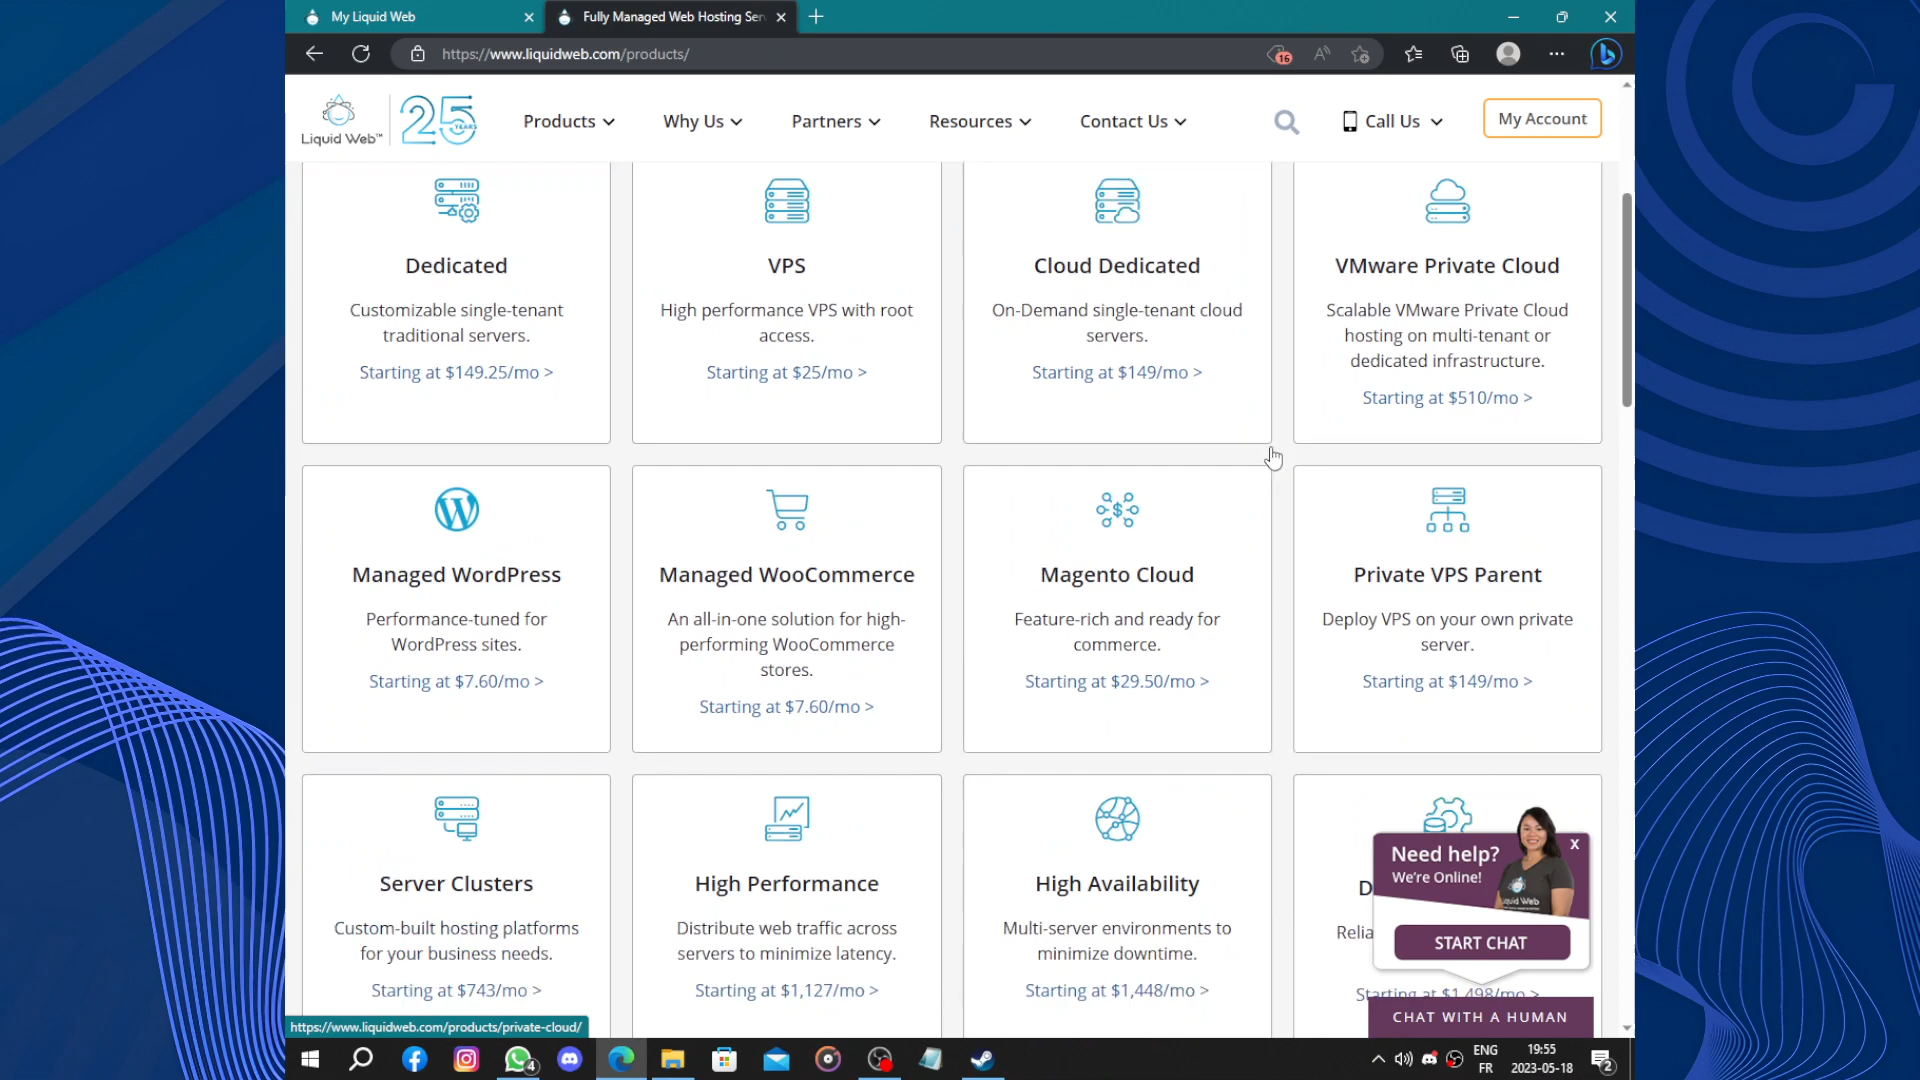 My Liquid Web
Fully Managed Web Hosting Ser
https://www.liquidweb.com/products/
16
Liquid Web™
25
YEARS
Products
Why Us
Partners
Resources
Contact Us
Call Us
My Account
Dedicated
Customizable single-tenant
traditional servers.
Starting at $149.25/mo >
VPS
High performance VPS with root
access.
Starting at $25/mo >
Cloud Dedicated
On-Demand single-tenant cloud
servers.
Starting at $149/mo >
VMware Private Cloud
Scalable VMware Private Cloud
hosting on multi-tenant or
dedicated infrastructure.
Starting at $510/mo >
Managed WordPress
Performance-tuned for
WordPress sites.
Starting at $7.60/mo >
Managed WooCommerce
An all-in-one solution for high-
performing WooCommerce
stores.
Starting at $7.60/mo >
Magento Cloud
Feature-rich and ready for
commerce.
Starting at $29.50/mo >
Private VPS Parent
Deploy VPS on your own private
server.
Starting at $149/mo >
Server Clusters
Custom-built hosting platforms
for your business needs.
Starting at $743/mo >
High Performance
Distribute web traffic across
servers to minimize latency.
Starting at $1,127/mo >
High Availability
Multi-server environments to
minimize downtime.
Starting at $1,448/mo >
D
Relia
Starting at $1,498/mo >
Need help?
We're Online!
X
START CHAT
CHAT WITH A HUMAN
https://www.liquidweb.com/products/private-cloud/
4
ENG
FR
19:55
2023-05-18
2